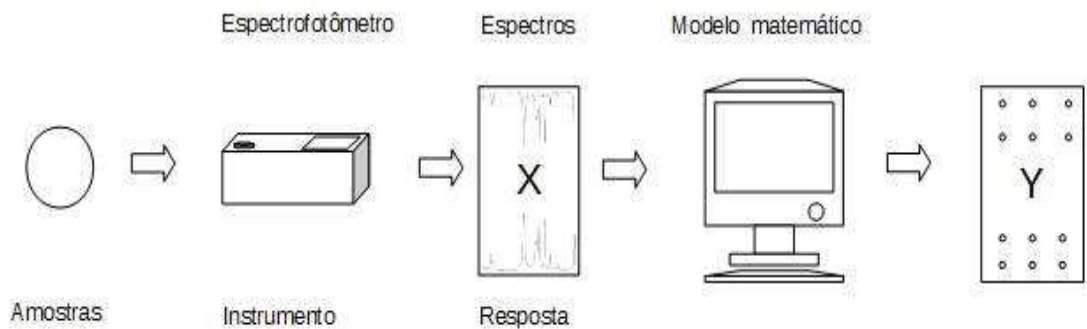 Espectrofotômetro
Espectros
Modelo matemático
X
Y
Amostras
Instrumento
Resposta